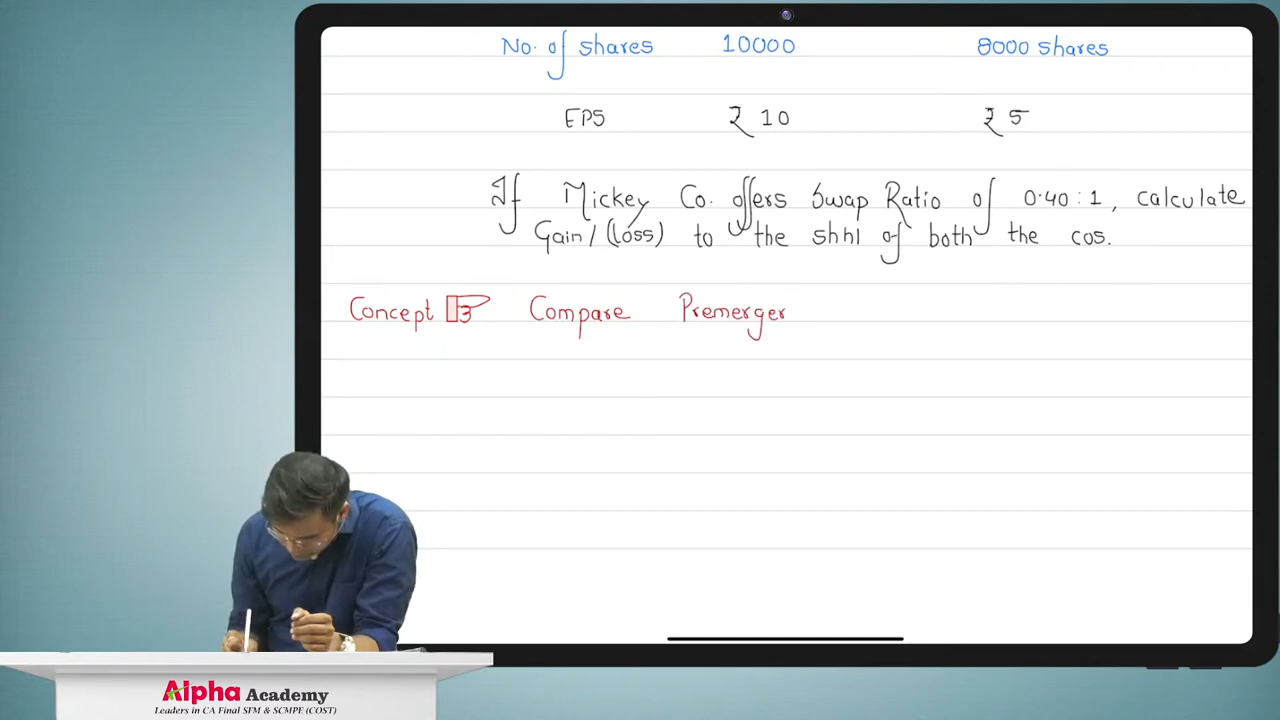 No. of shares 10000 8000 shares
EPS ₹ 10 ₹ 5
If Mickey Co. offers Swap Ratio of 0.40 : 1, calculate
Gain / (Loss) to the shhl of both the cos.
Concept ☞ Compare Premerger
Alpha Academy
Leaders in CA Final SFM & SCMPE (COST)